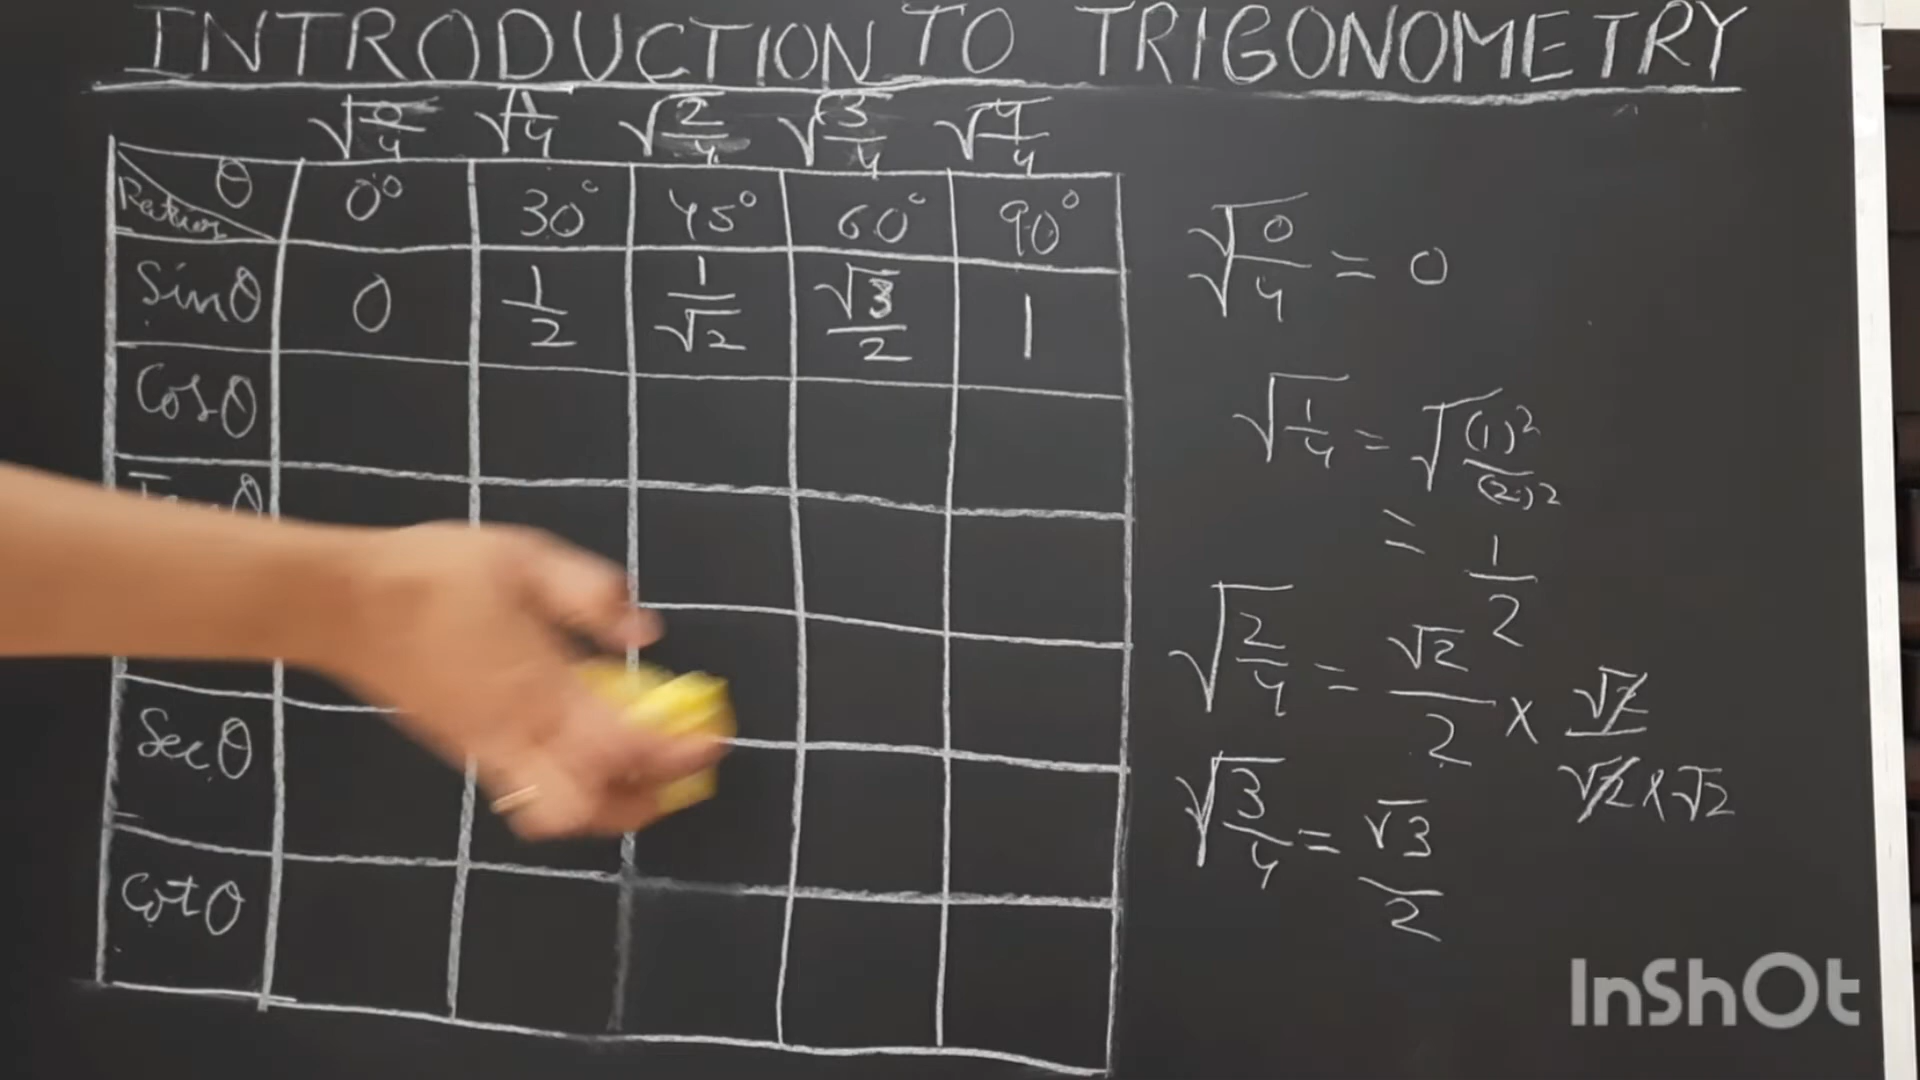 INTRODUCTION TO TRIGONOMETRY
√0/4 √1/4 √2/4 √3/4 √4/4
θ 0° 30° 45° 60° 90°
Ratios
Sinθ 0 1/2 1/√2 √3/2 1
Cosθ
θ
Secθ
Cotθ
√0/√4 = 0
√1/4 = √(1)²/(2)²
= 1/2
√2/4 = √2/2 × √2/√2×√2
√3/4 = √3/2
InShOt